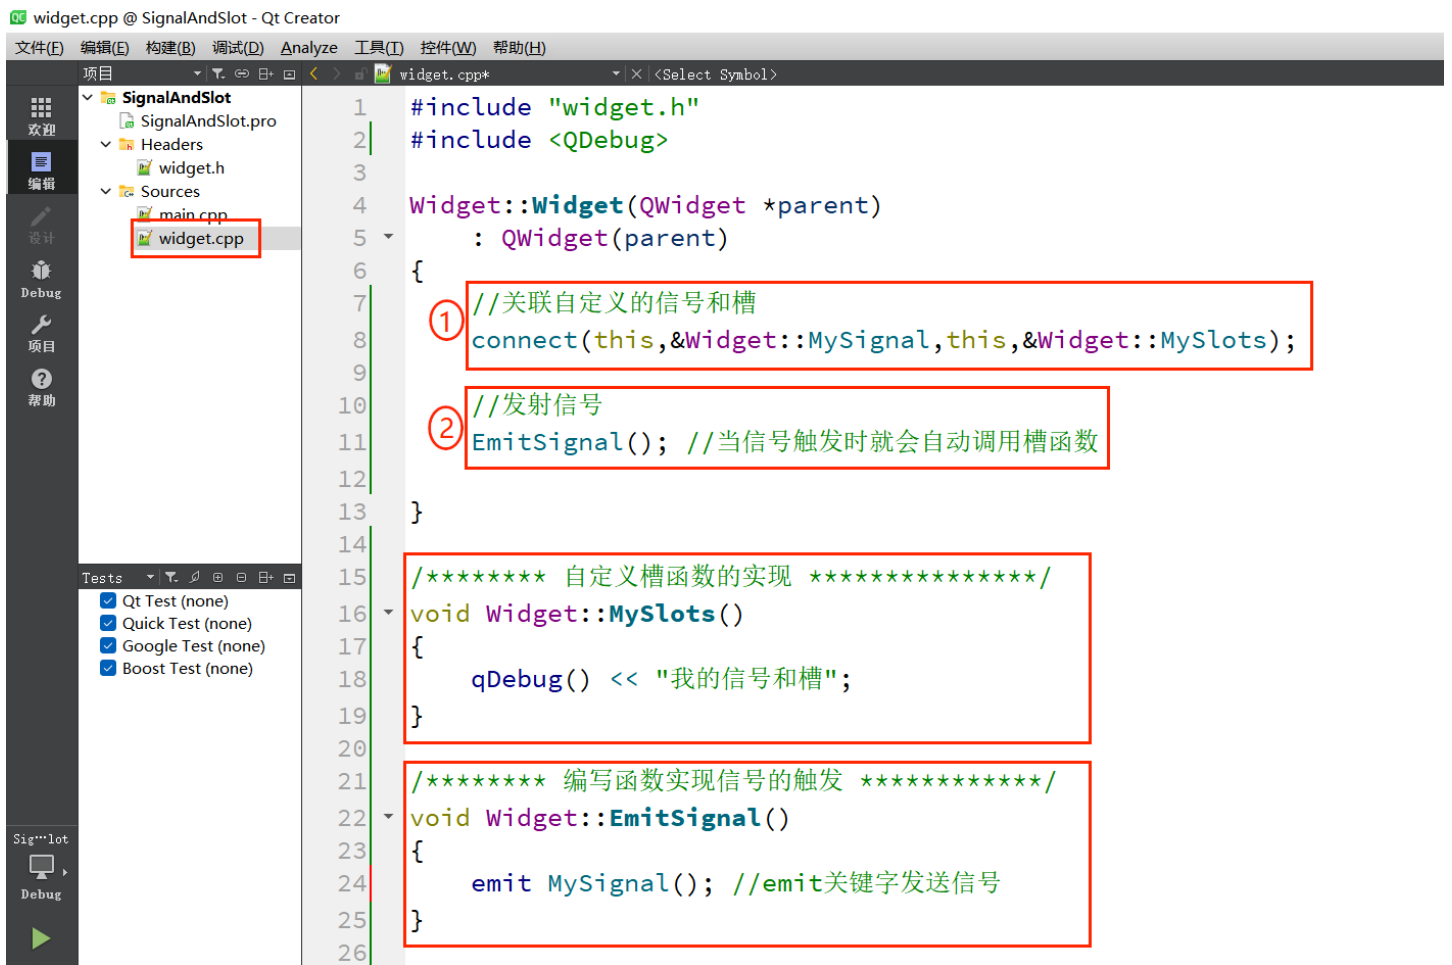 widget.cpp @ SignalAndSlot - Qt Creator
文件(F) 编辑(E) 构建(B) 调试(D) Analyze 工具(T) 控件(W) 帮助(H)
项目
widget.cpp*
<Select Symbol>
欢迎
编辑
设计
Debug
项目
帮助
Sig···lot
Debug
SignalAndSlot
SignalAndSlot.pro
Headers
widget.h
Sources
main.cpp
widget.cpp
Tests
Qt Test (none)
Quick Test (none)
Google Test (none)
Boost Test (none)
1 #include "widget.h"
2 #include <QDebug>
3
4 Widget::Widget(QWidget *parent)
5 : QWidget(parent)
6 {
7 //关联自定义的信号和槽
① 8 connect(this,&Widget::MySignal,this,&Widget::MySlots);
9
10 //发射信号
② 11 EmitSignal(); //当信号触发时就会自动调用槽函数
12
13 }
14
15 /******** 自定义槽函数的实现 ***************/
16 void Widget::MySlots()
17 {
18 qDebug() << "我的信号和槽";
19 }
20
21 /******** 编写函数实现信号的触发 ************/
22 void Widget::EmitSignal()
23 {
24 emit MySignal(); //emit关键字发送信号
25 }
26